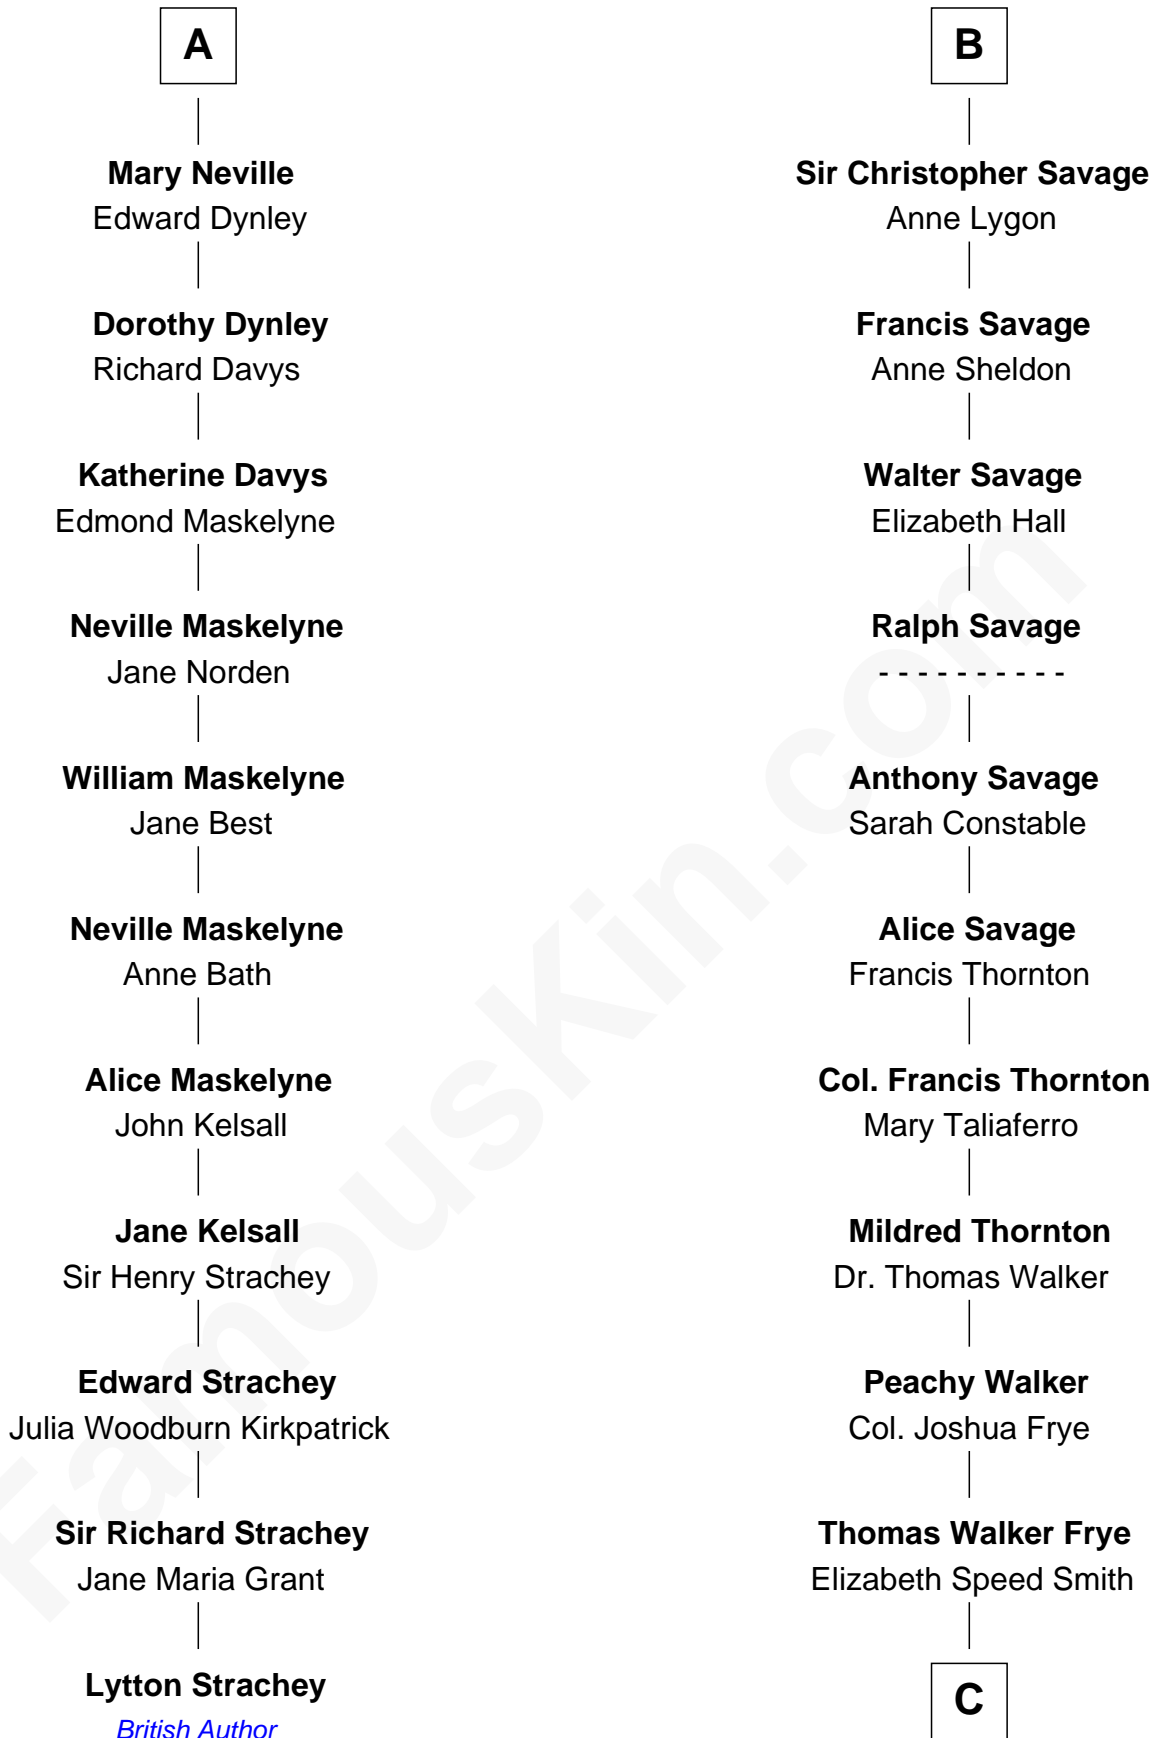 A
Mary Neville
Edward Dynley
Dorothy Dynley
Richard Davys
Katherine Davys
Edmond Maskelyne
Neville Maskelyne
Jane Norden
William Maskelyne
Jane Best
Neville Maskelyne
Anne Bath
Alice Maskelyne
John Kelsall
Jane Kelsall
Sir Henry Strachey
Edward Strachey
Julia Woodburn Kirkpatrick
Sir Richard Strachey
Jane Maria Grant
Lytton Strachey
British Author
B
Sir Christopher Savage
Anne Lygon
Francis Savage
Anne Sheldon
Walter Savage
Elizabeth Hall
Ralph Savage
- - - - - - - - - -
Anthony Savage
Sarah Constable
Alice Savage
Francis Thornton
Col. Francis Thornton
Mary Taliaferro
Mildred Thornton
Dr. Thomas Walker
Peachy Walker
Col. Joshua Frye
Thomas Walker Frye
Elizabeth Speed Smith
C
FamousKin.com